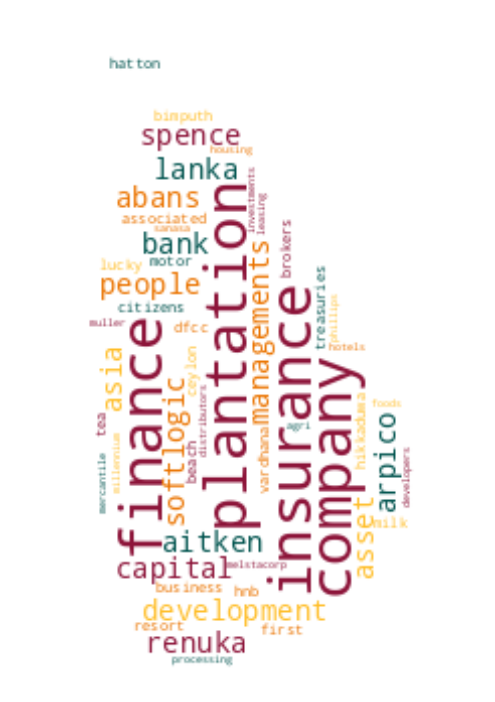 hatton
bimputh
spence
housing
lanka
investments
abans
plantation
leasing
associated
sanasa
bank
brokers
motor
managements
lucky
people
treasuries
citizens
insurance
phillips
muller
finance
dfcc
hotels
asia
ceylon
company
softlogic
distributors
hikkaduwa
foods
tea
beach
vardhana
agri
arpico
mercantile
millennium
developers
asset
milk
aitken
capital
melstacorp
business
hnb
development
resort
first
renuka
processing